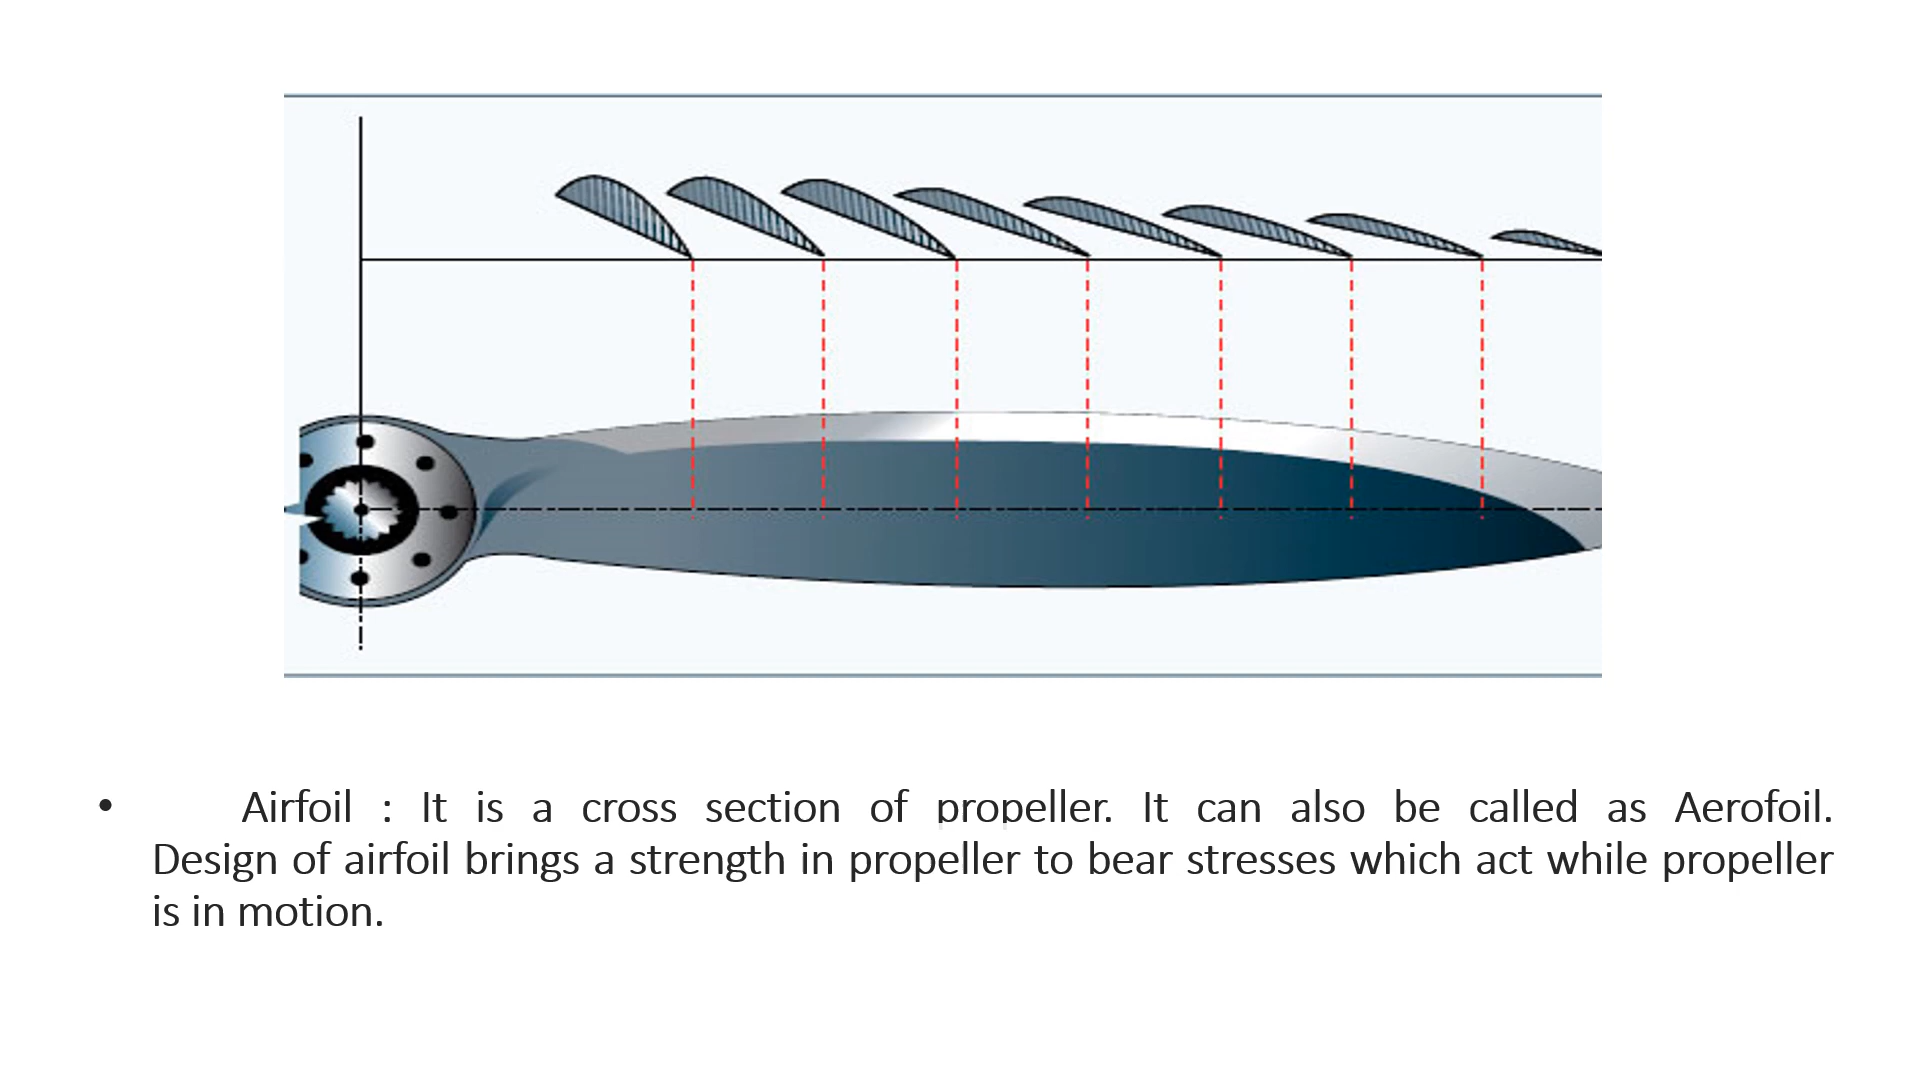 • Airfoil : It is a cross section of propeller. It can also be called as Aerofoil.
Design of airfoil brings a strength in propeller to bear stresses which act while propeller
is in motion.